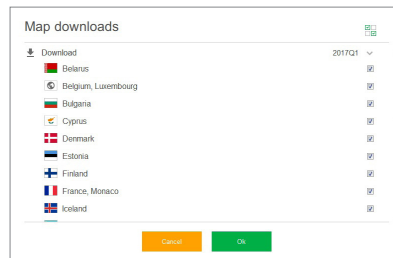 Map downloads
Download 2017Q1
Belarus
Belgium, Luxembourg
Bulgaria
Cyprus
Denmark
Estonia
Finland
France, Monaco
Iceland
Cancel Ok